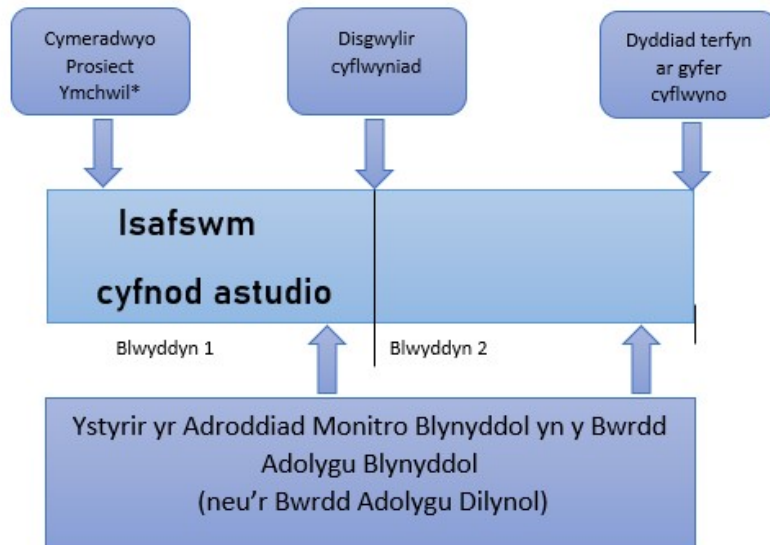 Cymeradwyo
Prosiect
Ymchwil*
Disgwylir
cyflwyniad
Dyddiad terfyn
ar gyfer
cyflwyno
Isafswm
cyfnod astudio
Blwyddyn 1
Blwyddyn 2
Ystyrir yr Adroddiad Monitro Blynyddol yn y Bwrdd
Adolygu Blynyddol
(neu'r Bwrdd Adolygu Dilynol)